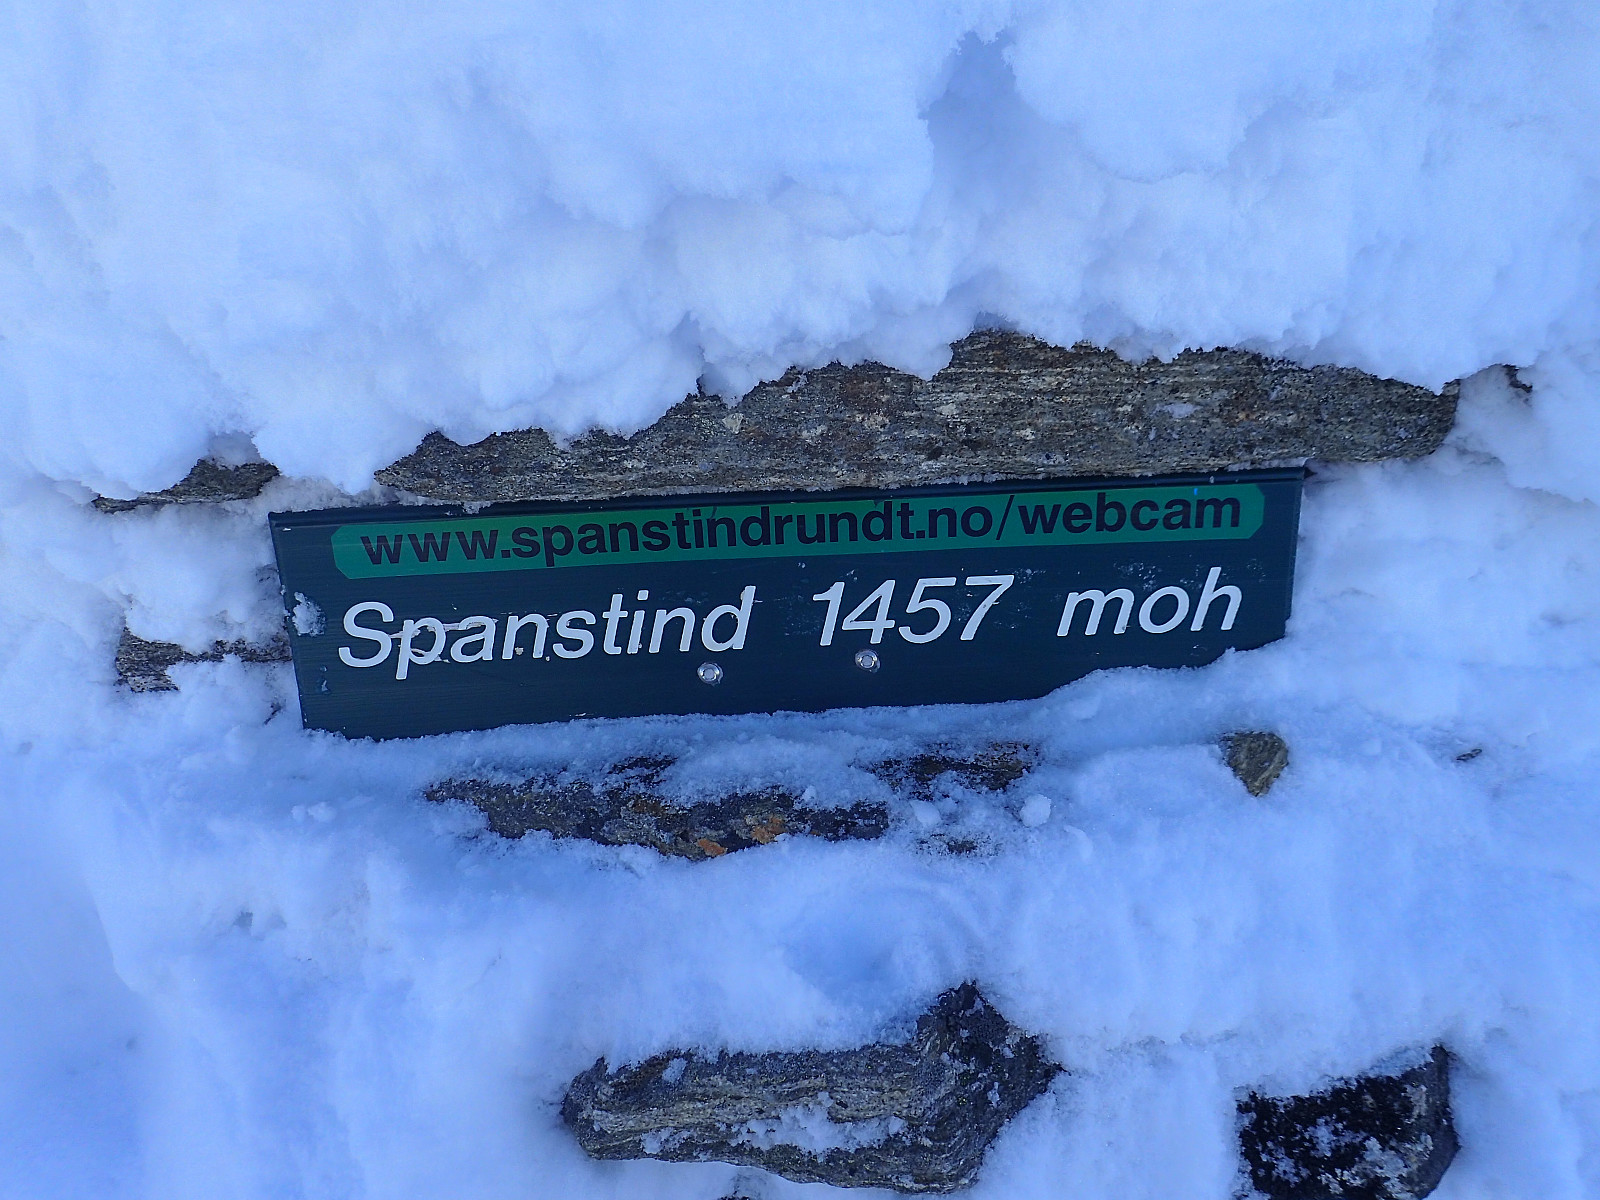 www.spanstindrundt.no/webcam
Spanstind 1457 moh